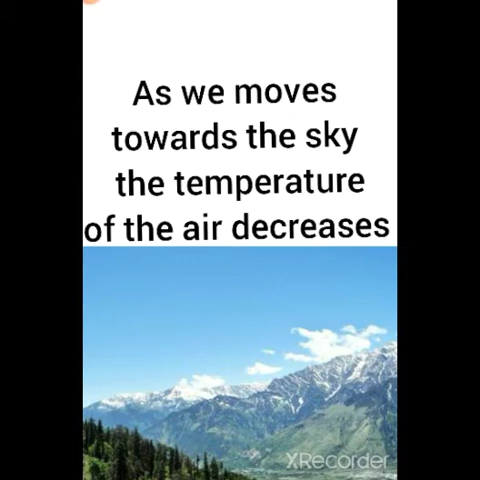 As we moves
towards the sky
the temperature
of the air decreases
XRecorder